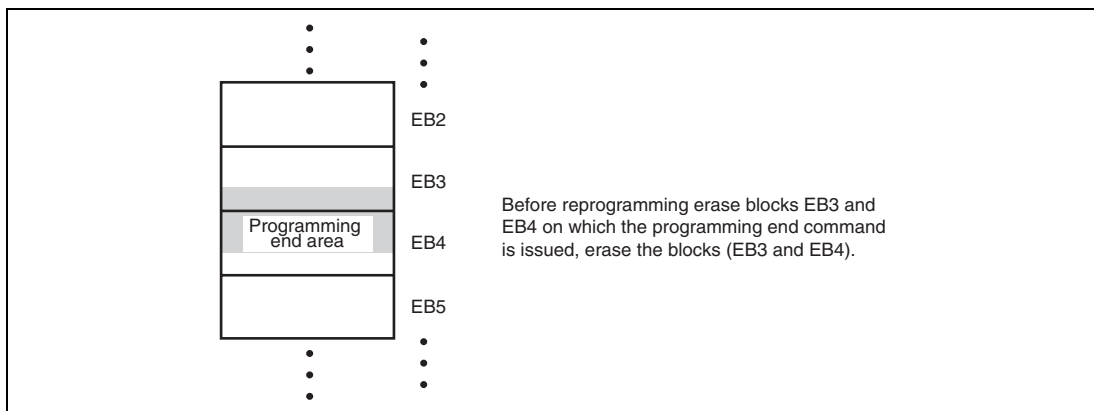 EB2
EB3
Programming
end area
EB4
EB5
Before reprogramming erase blocks EB3 and
EB4 on which the programming end command
is issued, erase the blocks (EB3 and EB4).